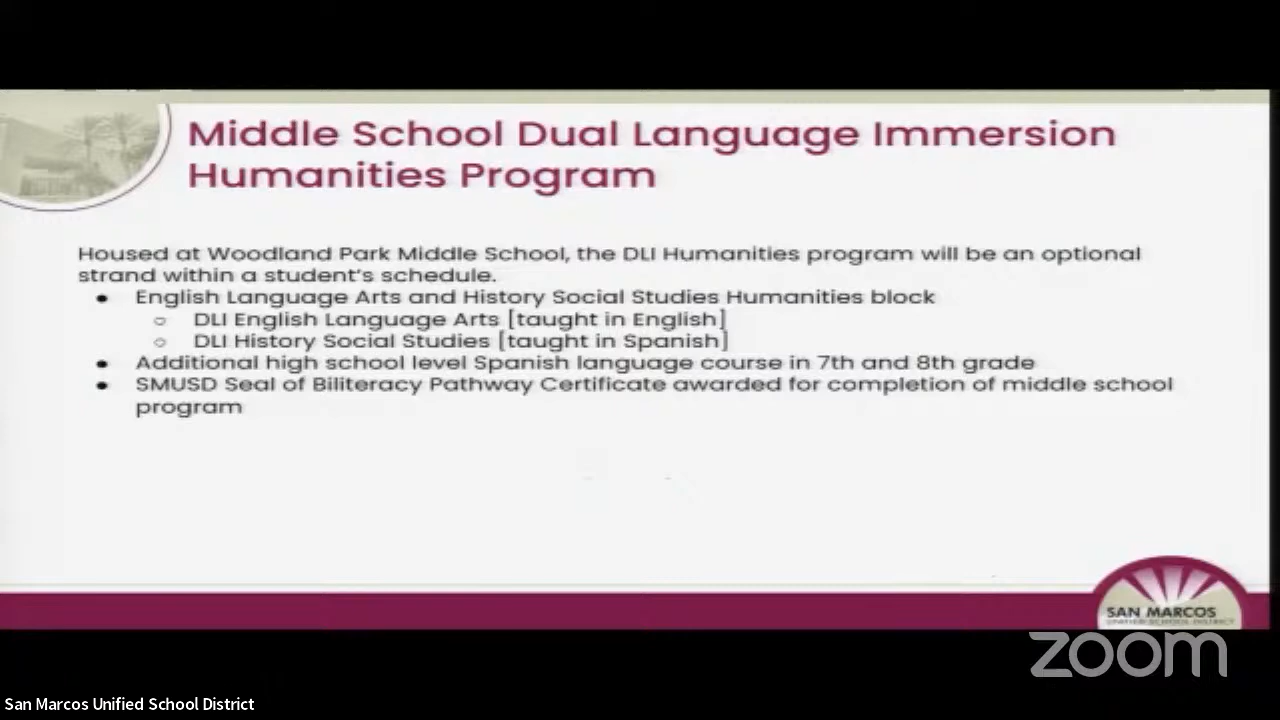 Middle School Dual Language Immersion
Humanities Program
Housed at Woodland Park Middle School, the DLI Humanities program will be an optional
strand within a student's schedule.
● English Language Arts and History Social Studies Humanities block
○ DLI English Language Arts [taught in English]
○ DLI History Social Studies [taught in Spanish]
● Additional high school level Spanish language course in 7th and 8th grade
● SMUSD Seal of Biliteracy Pathway Certificate awarded for completion of middle school
program
SAN MARCOS
UNIFIED SCHOOL DISTRICT
zoom
San Marcos Unified School District